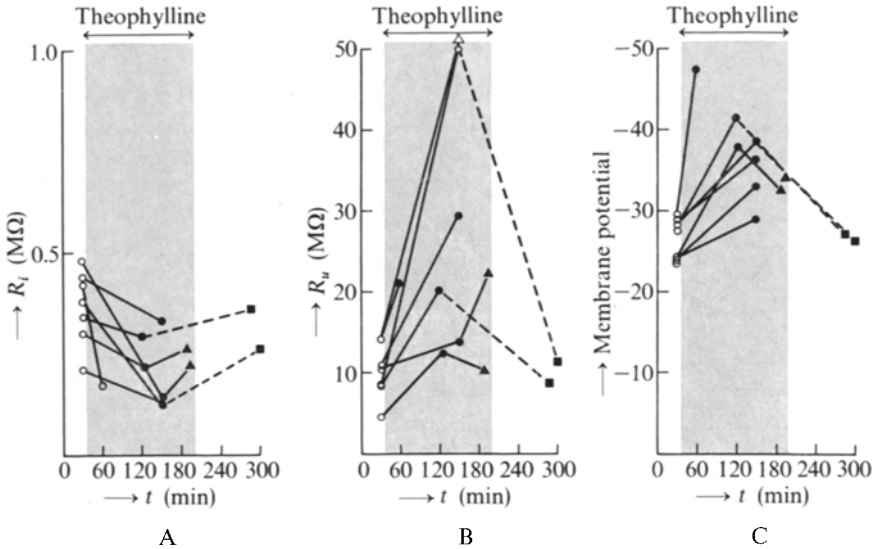 Theophylline
1.0
0.5
→ R_i (MΩ)
0 60 120 180 300
→ t (min)
A
Theophylline
50
40
30
20
10
→ R_u (MΩ)
0 60 120 180 240 300
→ t (min)
B
Theophylline
−50
−40
−30
−20
−10
→ Membrane potential
0 60 120 180 240 300
→ t (min)
C